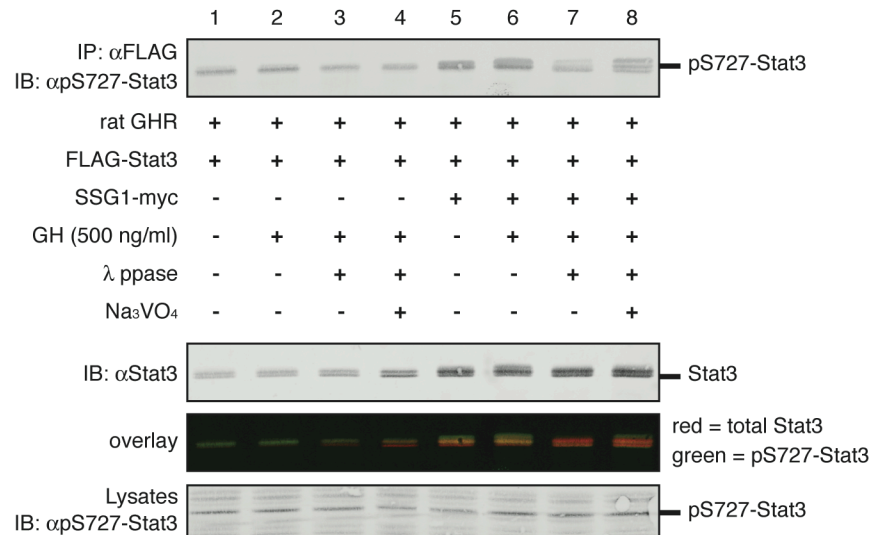 1 2 3 4 5 6 7 8
IP: αFLAG
IB: αpS727-Stat3
pS727-Stat3
rat GHR + + + + + + + +
FLAG-Stat3 + + + + + + + +
SSG1-myc - - - - + + + +
GH (500 ng/ml) - + + + - + + +
λ ppase - - + + - - + +
Na₃VO₄ - - - + - - - +
IB: αStat3
Stat3
overlay
red = total Stat3
green = pS727-Stat3
Lysates
IB: αpS727-Stat3
pS727-Stat3